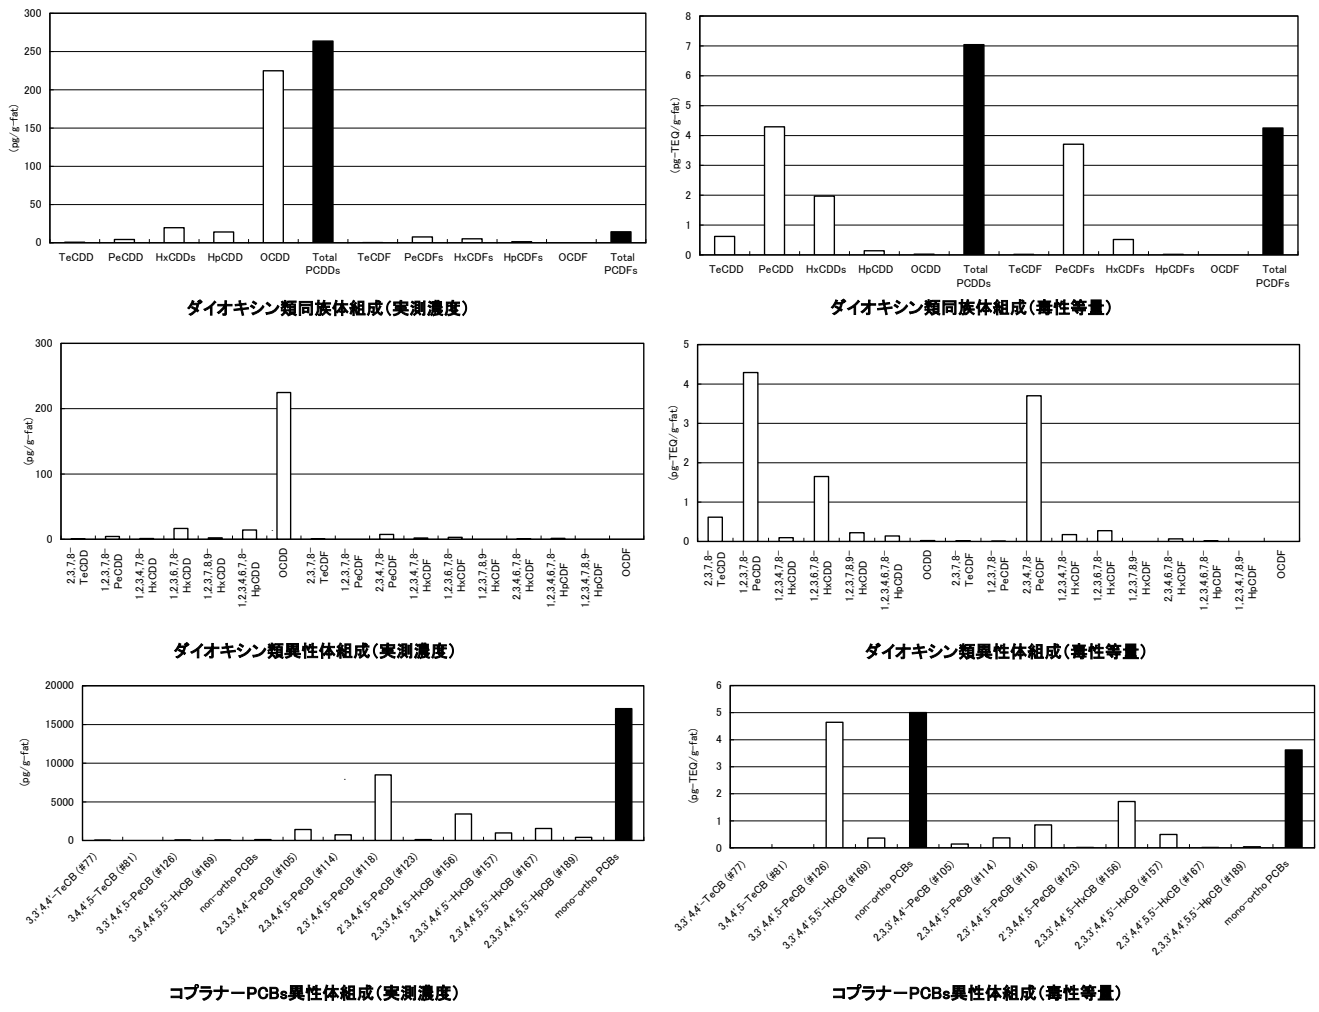 300
250
200
150
100
50
0
(pg/g-fat)
TeCDD PeCDD HxCDDs HpCDD OCDD Total PCDDs TeCDF PeCDFs HxCDFs HpCDFs OCDF Total PCDFs
ダイオキシン類同族体組成(実測濃度)
8
7
6
5
4
3
2
1
0
(pg-TEQ/g-fat)
TeCDD PeCDD HxCDDs HpCDD OCDD Total PCDDs TeCDF PeCDFs HxCDFs HpCDFs OCDF Total PCDFs
ダイオキシン類同族体組成(毒性等量)
300
200
100
0
(pg/g-fat)
2,3,7,8-
TeCDD
1,2,3,7,8-
PeCDD
1,2,3,4,7,8-
HxCDD
1,2,3,6,7,8-
HxCDD
1,2,3,7,8,9-
HxCDD
1,2,3,4,6,7,8-
HpCDD
OCDD
2,3,7,8-
TeCDF
1,2,3,7,8-
PeCDF
2,3,4,7,8-
PeCDF
1,2,3,4,7,8-
HxCDF
1,2,3,6,7,8-
HxCDF
1,2,3,7,8,9-
HxCDF
2,3,4,6,7,8-
HxCDF
1,2,3,4,6,7,8-
HpCDF
1,2,3,4,7,8,9-
HpCDF
OCDF
ダイオキシン類異性体組成(実測濃度)
5
4
3
2
1
0
(pg-TEQ/g-fat)
2,3,7,8-
TeCDD
1,2,3,7,8-
PeCDD
1,2,3,4,7,8-
HxCDD
1,2,3,6,7,8-
HxCDD
1,2,3,7,8,9-
HxCDD
1,2,3,4,6,7,8-
HpCDD
OCDD
2,3,7,8-
TeCDF
1,2,3,7,8-
PeCDF
2,3,4,7,8-
PeCDF
1,2,3,4,7,8-
HxCDF
1,2,3,6,7,8-
HxCDF
1,2,3,7,8,9-
HxCDF
2,3,4,6,7,8-
HxCDF
1,2,3,4,6,7,8-
HpCDF
1,2,3,4,7,8,9-
HpCDF
OCDF
ダイオキシン類異性体組成(毒性等量)
20000
15000
10000
5000
0
(pg/g-fat)
3,3',4,4'-TeCB (#77)
3,4,4',5-TeCB (#81)
3,3',4,4',5-PeCB (#126)
3,3',4,4',5,5'-HxCB (#169)
non-ortho PCBs
2,3,3',4,4'-PeCB (#105)
2,3,4,4',5-PeCB (#114)
2,3',4,4',5-PeCB (#118)
2',3,4,4',5-PeCB (#123)
2,3,3',4,4',5-HxCB (#156)
2,3,3',4,4',5'-HxCB (#157)
2,3',4,4',5,5'-HxCB (#167)
2,3,3',4,4',5,5'-HpCB (#189)
mono-ortho PCBs
コプラナーPCBs異性体組成(実測濃度)
6
5
4
3
2
1
0
(pg-TEQ/g-fat)
3,3',4,4'-TeCB (#77)
3,4,4',5-TeCB (#81)
3,3',4,4',5-PeCB (#126)
3,3',4,4',5,5'-HxCB (#169)
non-ortho PCBs
2,3,3',4,4'-PeCB (#105)
2,3,4,4',5-PeCB (#114)
2,3',4,4',5-PeCB (#118)
2',3,4,4',5-PeCB (#123)
2,3,3',4,4',5-HxCB (#156)
2,3,3',4,4',5'-HxCB (#157)
2,3',4,4',5,5'-HxCB (#167)
2,3,3',4,4',5,5'-HpCB (#189)
mono-ortho PCBs
コプラナーPCBs異性体組成(毒性等量)